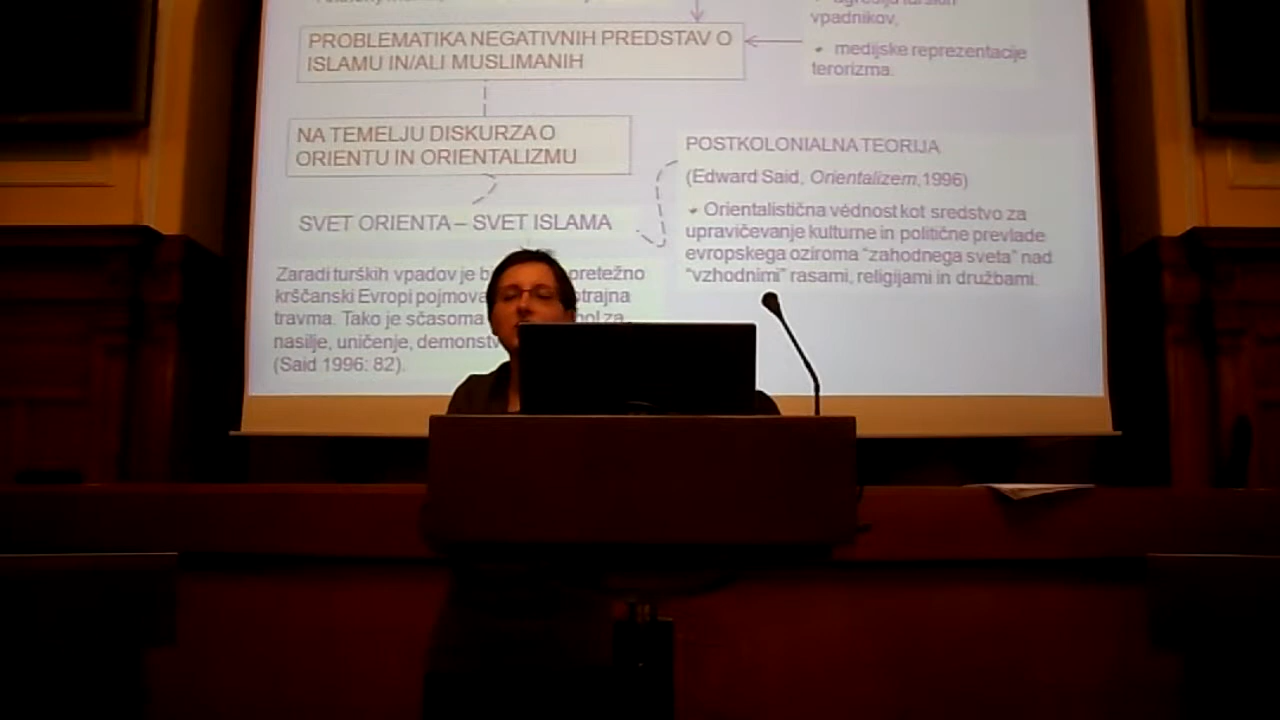 agresija turških
vpadnikov,
medijske reprezentacije
terorizma.
PROBLEMATIKA NEGATIVNIH PREDSTAV O
ISLAMU IN/ALI MUSLIMANIH
NA TEMELJU DISKURZA O
ORIENTU IN ORIENTALIZMU
SVET ORIENTA – SVET ISLAMA
Zaradi turških vpadov je pretežno
krščanski Evropi
travma. Tako je sčasoma za
nasilje, uničenje,
(Said 1996: 82).
POSTKOLONIALNA TEORIJA
(Edward Said, Orientalizem,1996)
Orientalistična védnost kot sredstvo za
upravičevanje kulturne in politične prevlade
evropskega oziroma “zahodnega sveta” nad
“vzhodnimi” rasami, religijami in družbami.